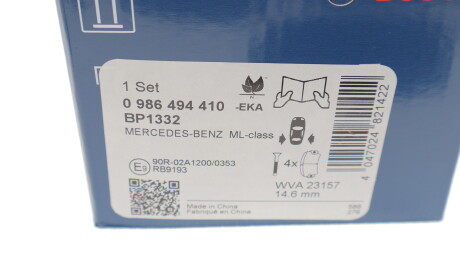 1 Set
0 986 494 410 -EKA
BP1332
MERCEDES-BENZ ML-class
E9 90R-02A1200/0353
RB9193
4x
WVA 23157
14.6 mm
Made in China
Fabriqué en Chine
4 047024 821422